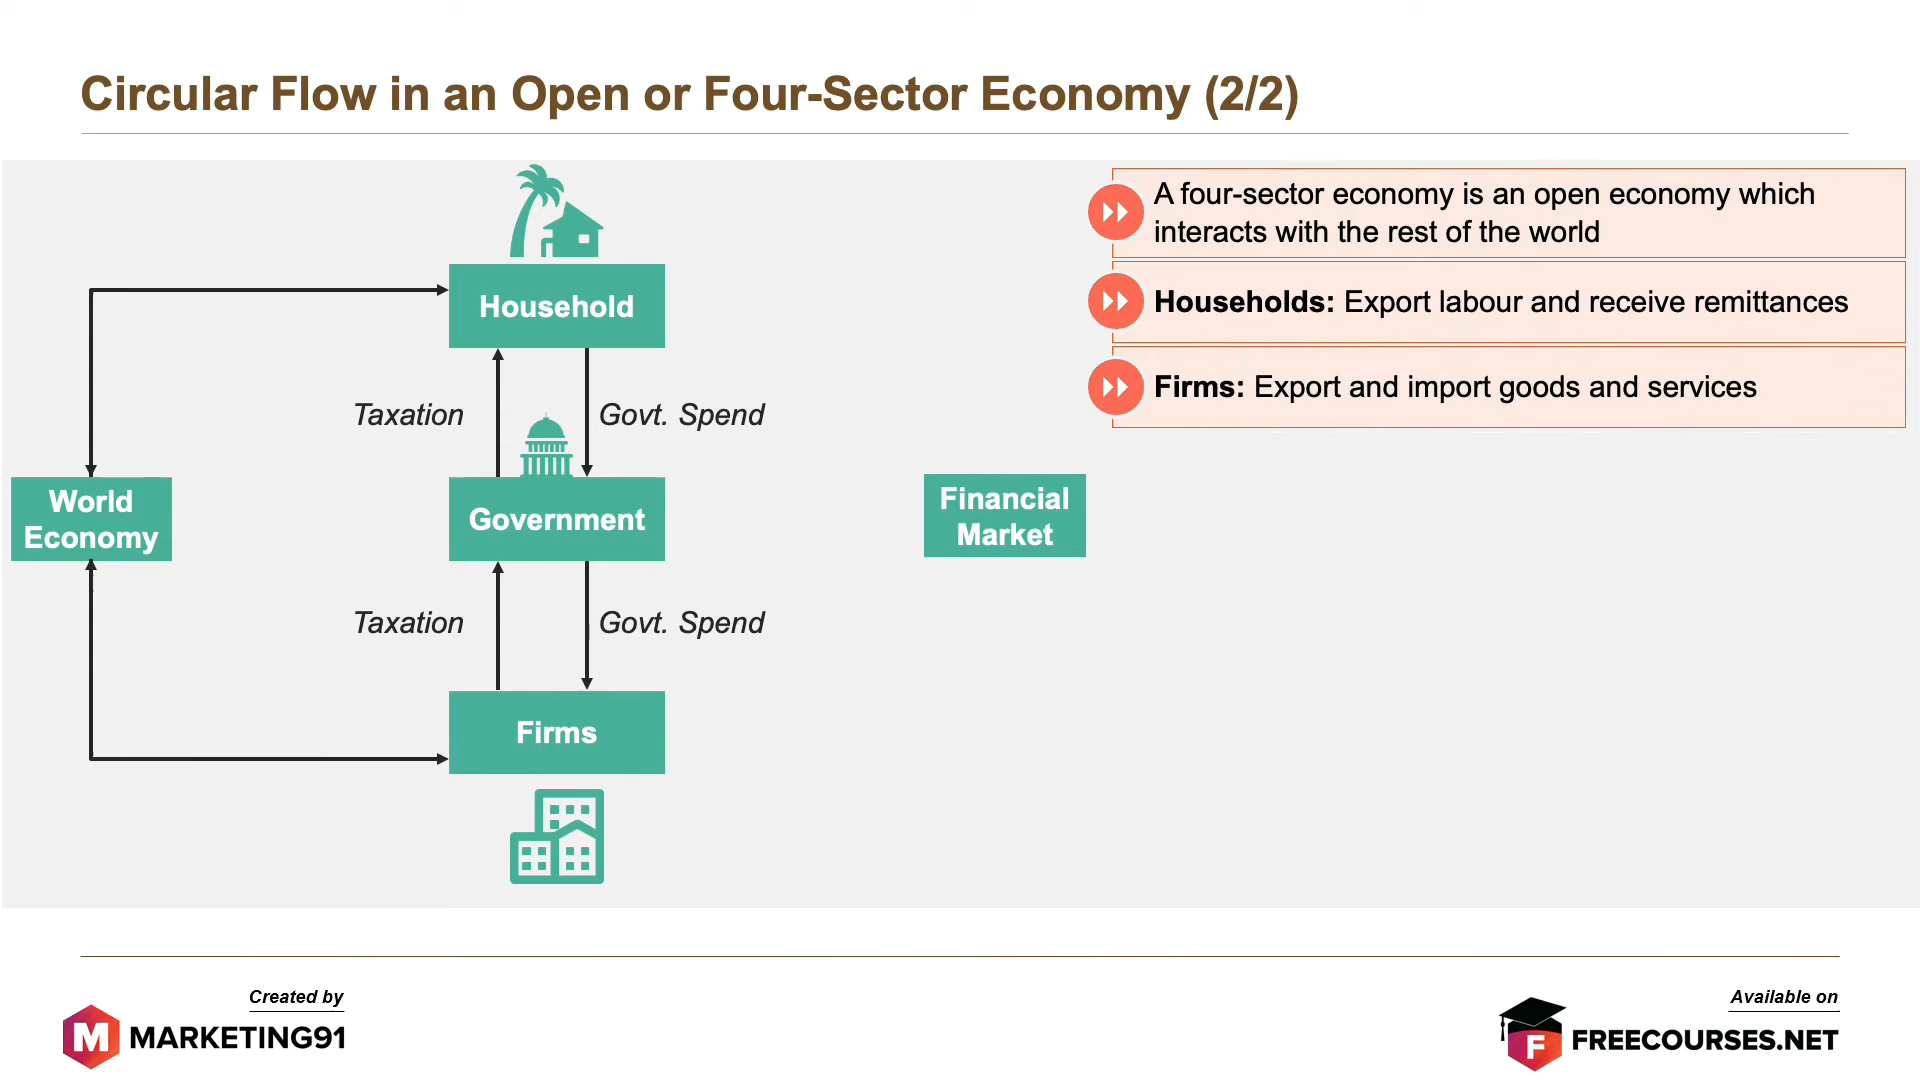 Circular Flow in an Open or Four-Sector Economy (2/2)
A four-sector economy is an open economy which
interacts with the rest of the world
Households: Export labour and receive remittances
Firms: Export and import goods and services
Household
Taxation
Govt. Spend
World
Economy
Government
Financial
Market
Taxation
Govt. Spend
Firms
Created by
M MARKETING91
Available on
F FREECOURSES.NET